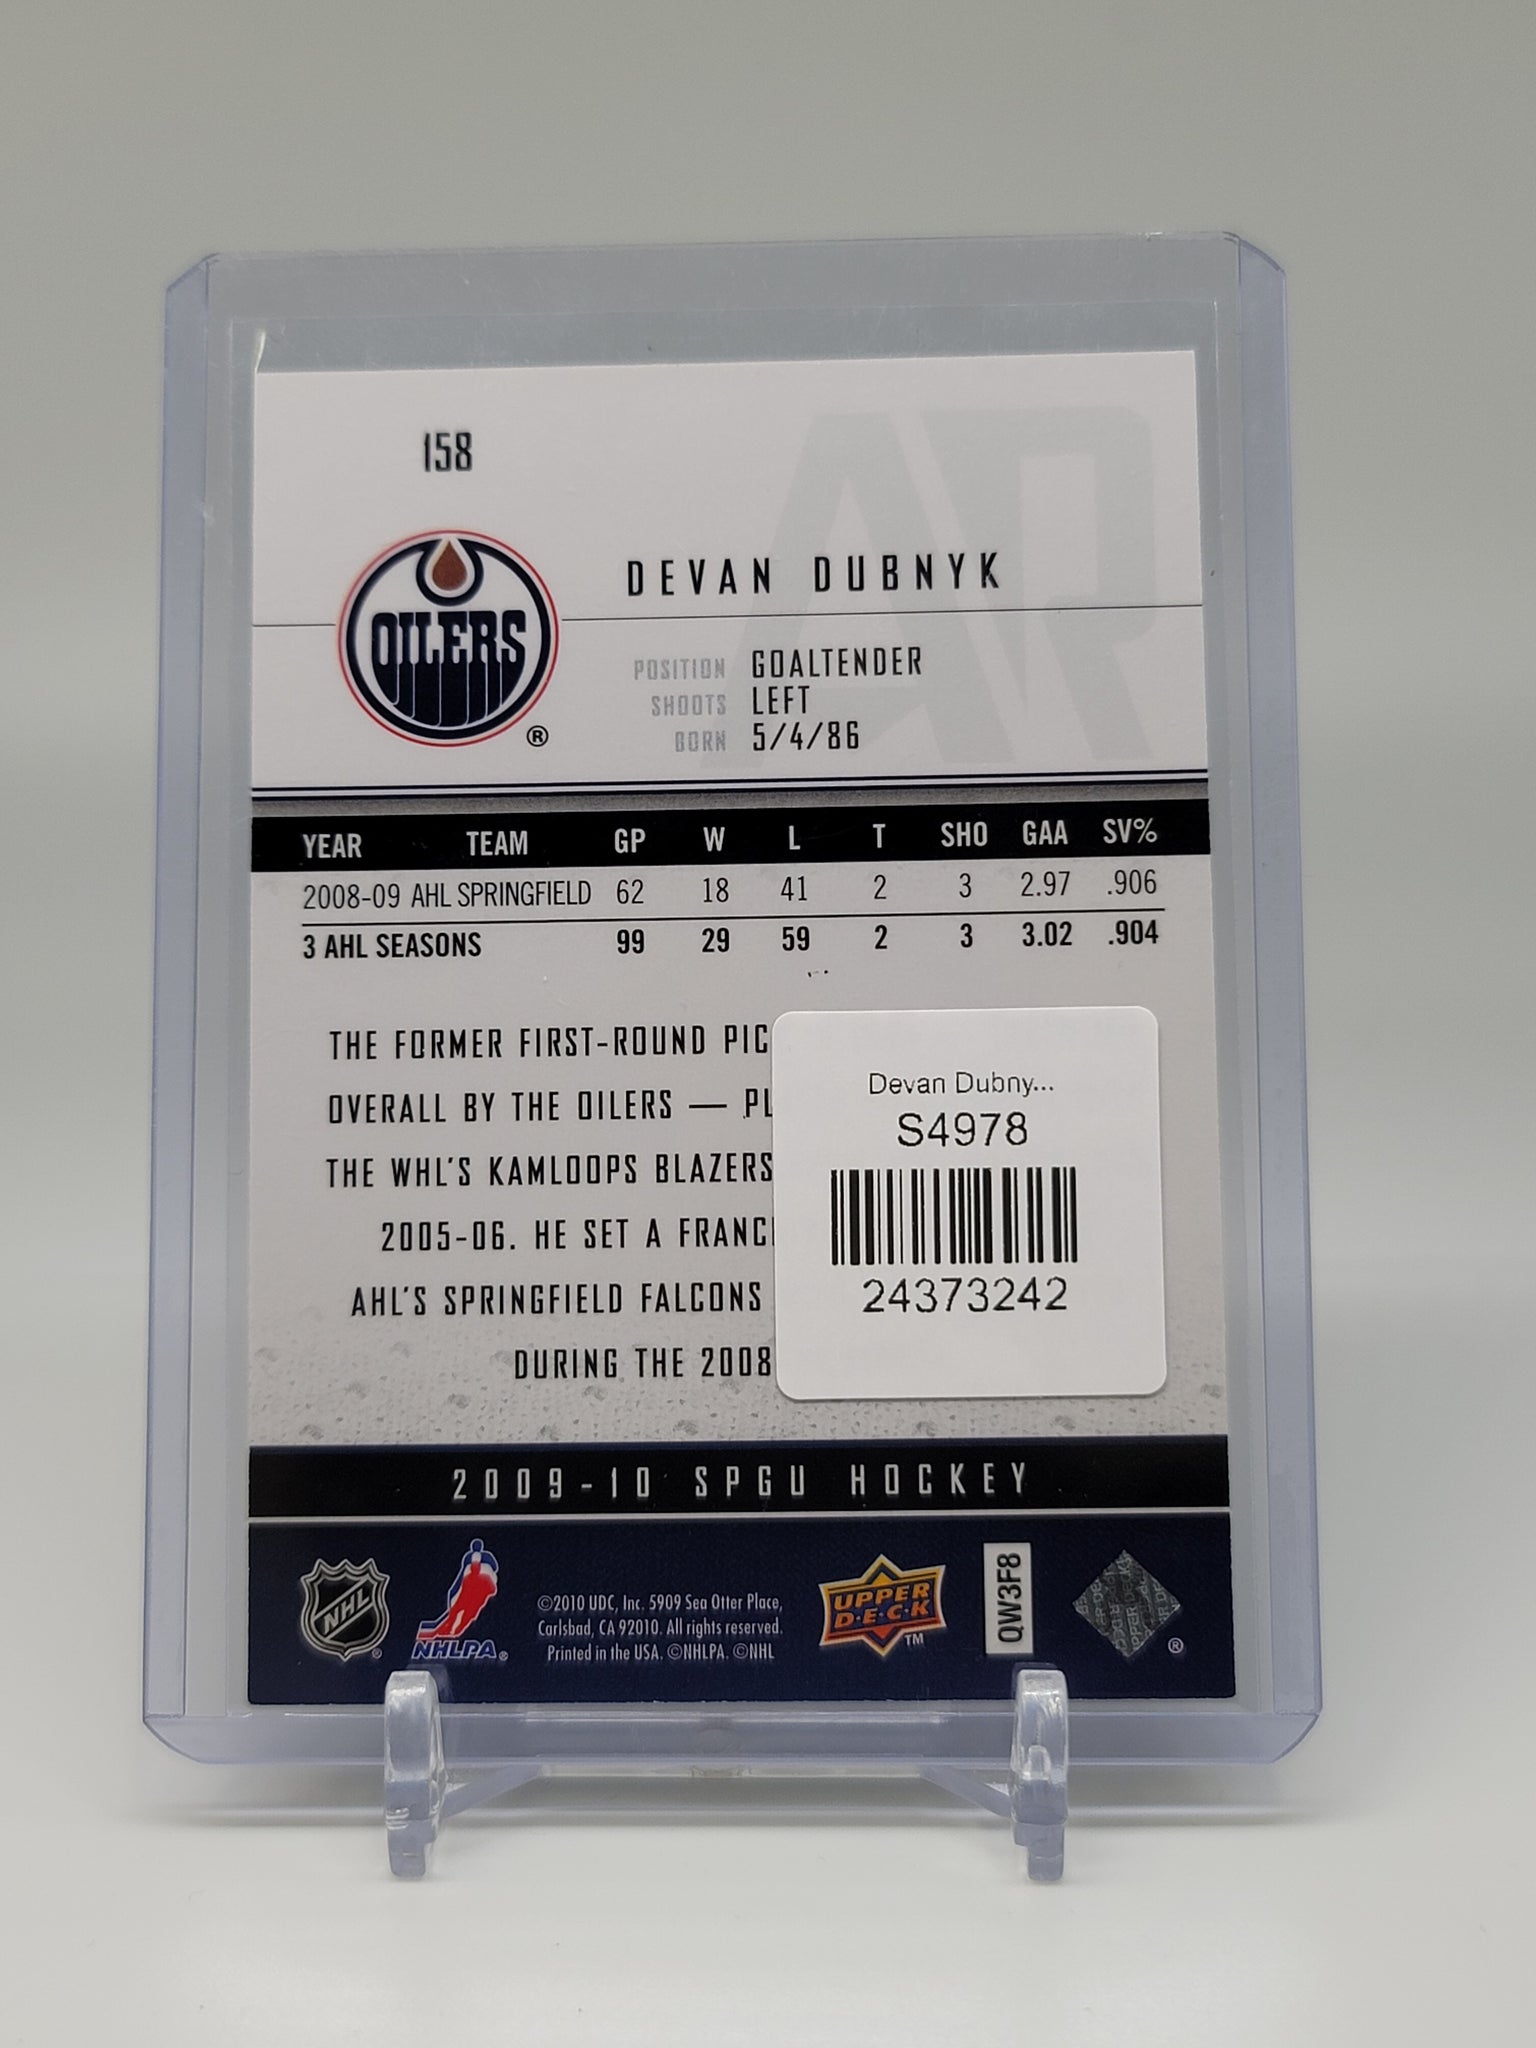 158
OILERS
®
DEVAN DUBNYK
POSITION GOALTENDER
SHOOTS LEFT
BORN 5/4/86
AR
YEAR TEAM GP W L T SHO GAA SV%
2008-09 AHL SPRINGFIELD 62 18 41 2 3 2.97 .906
3 AHL SEASONS 99 29 59 2 3 3.02 .904
THE FORMER FIRST-ROUND PIC
OVERALL BY THE OILERS — PL
THE WHL'S KAMLOOPS BLAZERS
2005-06. HE SET A FRANC
AHL'S SPRINGFIELD FALCONS
DURING THE 2008
Devan Dubny...
S4978
24373242
2009-10 SPGU HOCKEY
NHL
®
NHLPA
®
©2010 UDC, Inc. 5909 Sea Otter Place,
Carlsbad, CA 92010. All rights reserved.
Printed in the USA. ©NHLPA. ©NHL
UPPER
D·E·C·K
TM
QW3F8
®